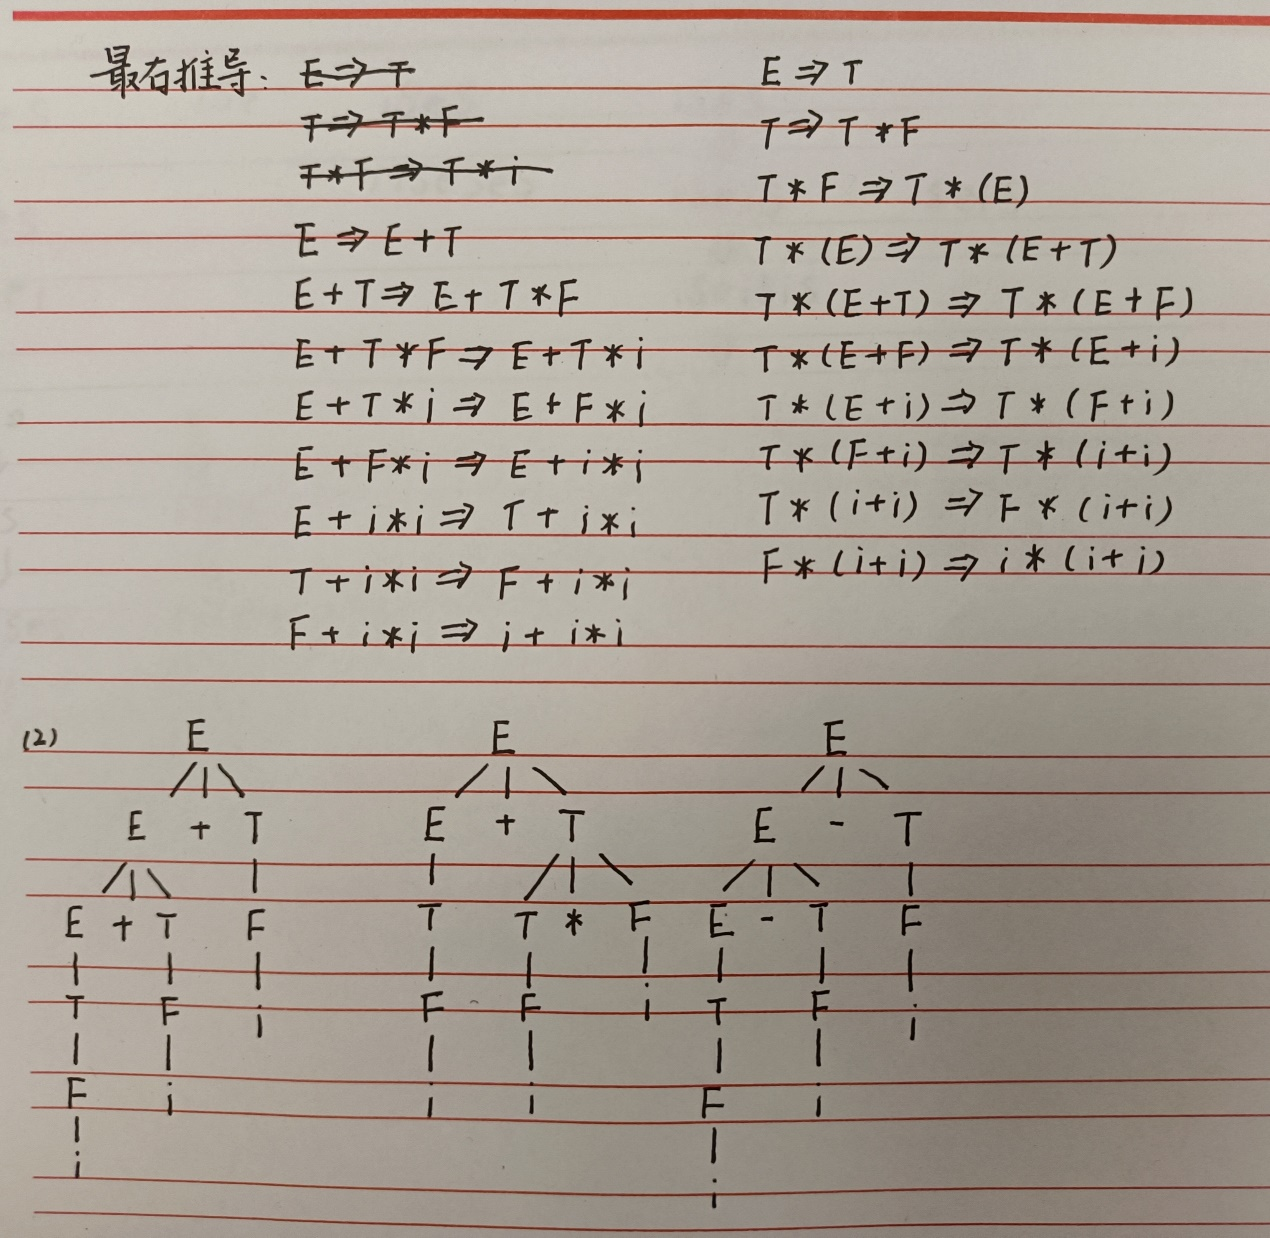 最右推导: E⇒T
T⇒T*F
T*F⇒T*i
E⇒E+T
E+T⇒E+T*F
E+T*F⇒E+T*i
E+T*i⇒E+F*i
E+F*i⇒E+i*i
E+i*i⇒T+i*i
T+i*i⇒F+i*i
F+i*i⇒i+i*i
E⇒T
T⇒T*F
T*F⇒T*(E)
T*(E)⇒T*(E+T)
T*(E+T)⇒T*(E+F)
T*(E+F)⇒T*(E+i)
T*(E+i)⇒T*(F+i)
T*(F+i)⇒T*(i+i)
T*(i+i)⇒F*(i+i)
F*(i+i)⇒i*(i+i)
(2) E E E
E + T E + T E - T
E + T F T T * F E - T F
T F i F F i T F i
F i i i F i
i i